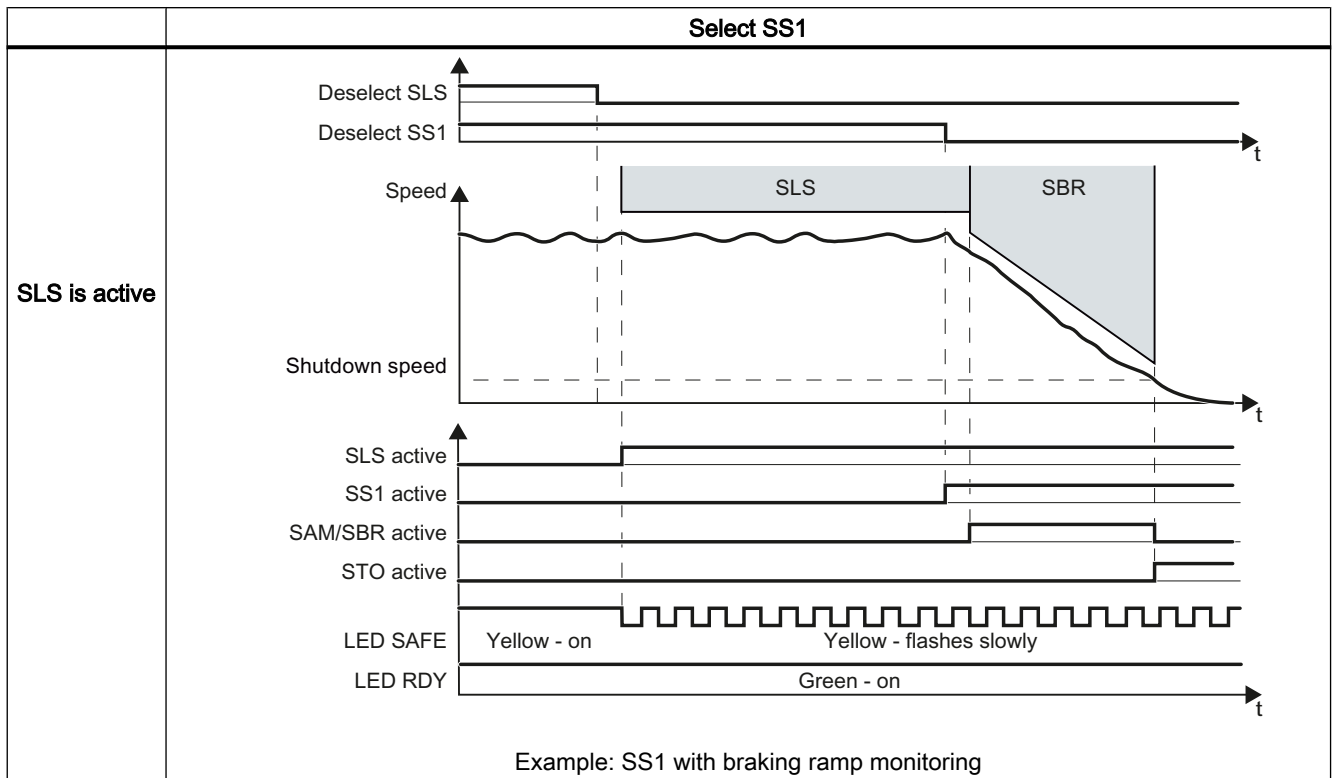 Select SS1
SLS is active
Deselect SLS
Deselect SS1
t
Speed
SLS
SBR
Shutdown speed
t
SLS active
SS1 active
SAM/SBR active
STO active
LED SAFE
Yellow - on
Yellow - flashes slowly
LED RDY
Green - on
t
Example: SS1 with braking ramp monitoring